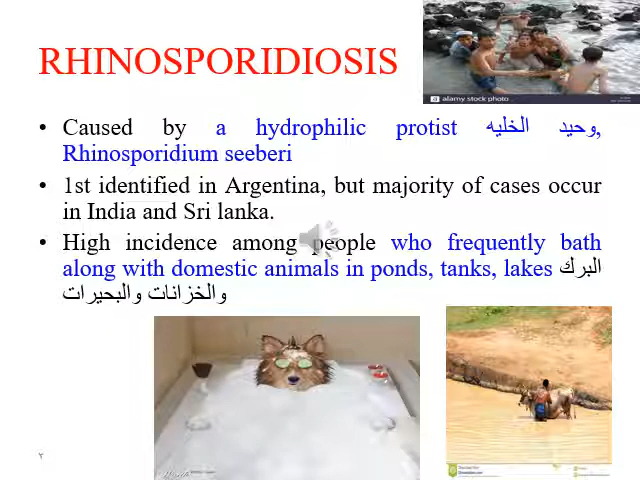 RHINOSPORIDIOSIS
a alamy stock photo
• Caused by a hydrophilic protist وحيد الخليه,
Rhinosporidium seeberi
• 1st identified in Argentina, but majority of cases occur
in India and Sri lanka.
• High incidence among people who frequently bath
along with domestic animals in ponds, tanks, lakes البرك
والخزانات والبحيرات
٢